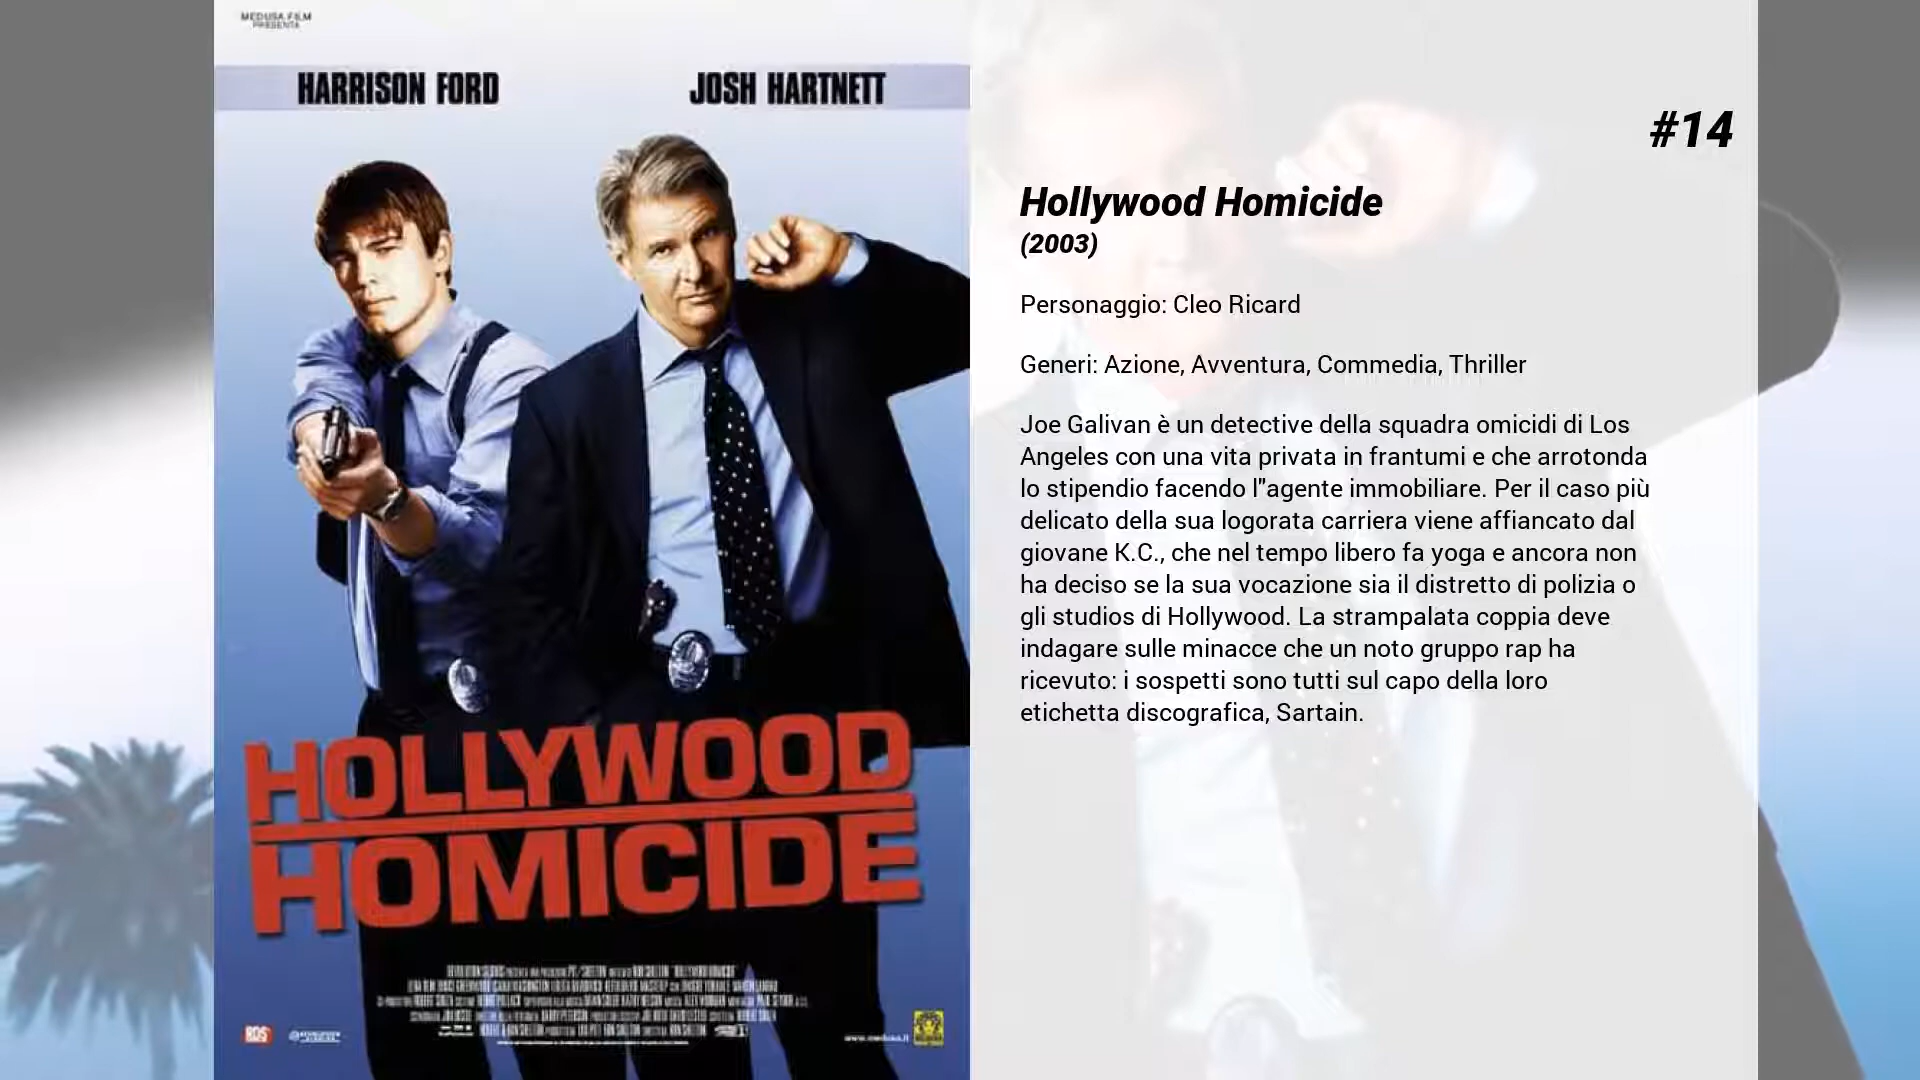 MEDUSA FILM
PRESENTA
HARRISON FORD
JOSH HARTNETT
HOLLYWOOD
HOMICIDE
www.medusa.it
#14
Hollywood Homicide
(2003)
Personaggio: Cleo Ricard
Generi: Azione, Avventura, Commedia, Thriller
Joe Galivan è un detective della squadra omicidi di Los
Angeles con una vita privata in frantumi e che arrotonda
lo stipendio facendo l"agente immobiliare. Per il caso più
delicato della sua logorata carriera viene affiancato dal
giovane K.C., che nel tempo libero fa yoga e ancora non
ha deciso se la sua vocazione sia il distretto di polizia o
gli studios di Hollywood. La strampalata coppia deve
indagare sulle minacce che un noto gruppo rap ha
ricevuto: i sospetti sono tutti sul capo della loro
etichetta discografica, Sartain.